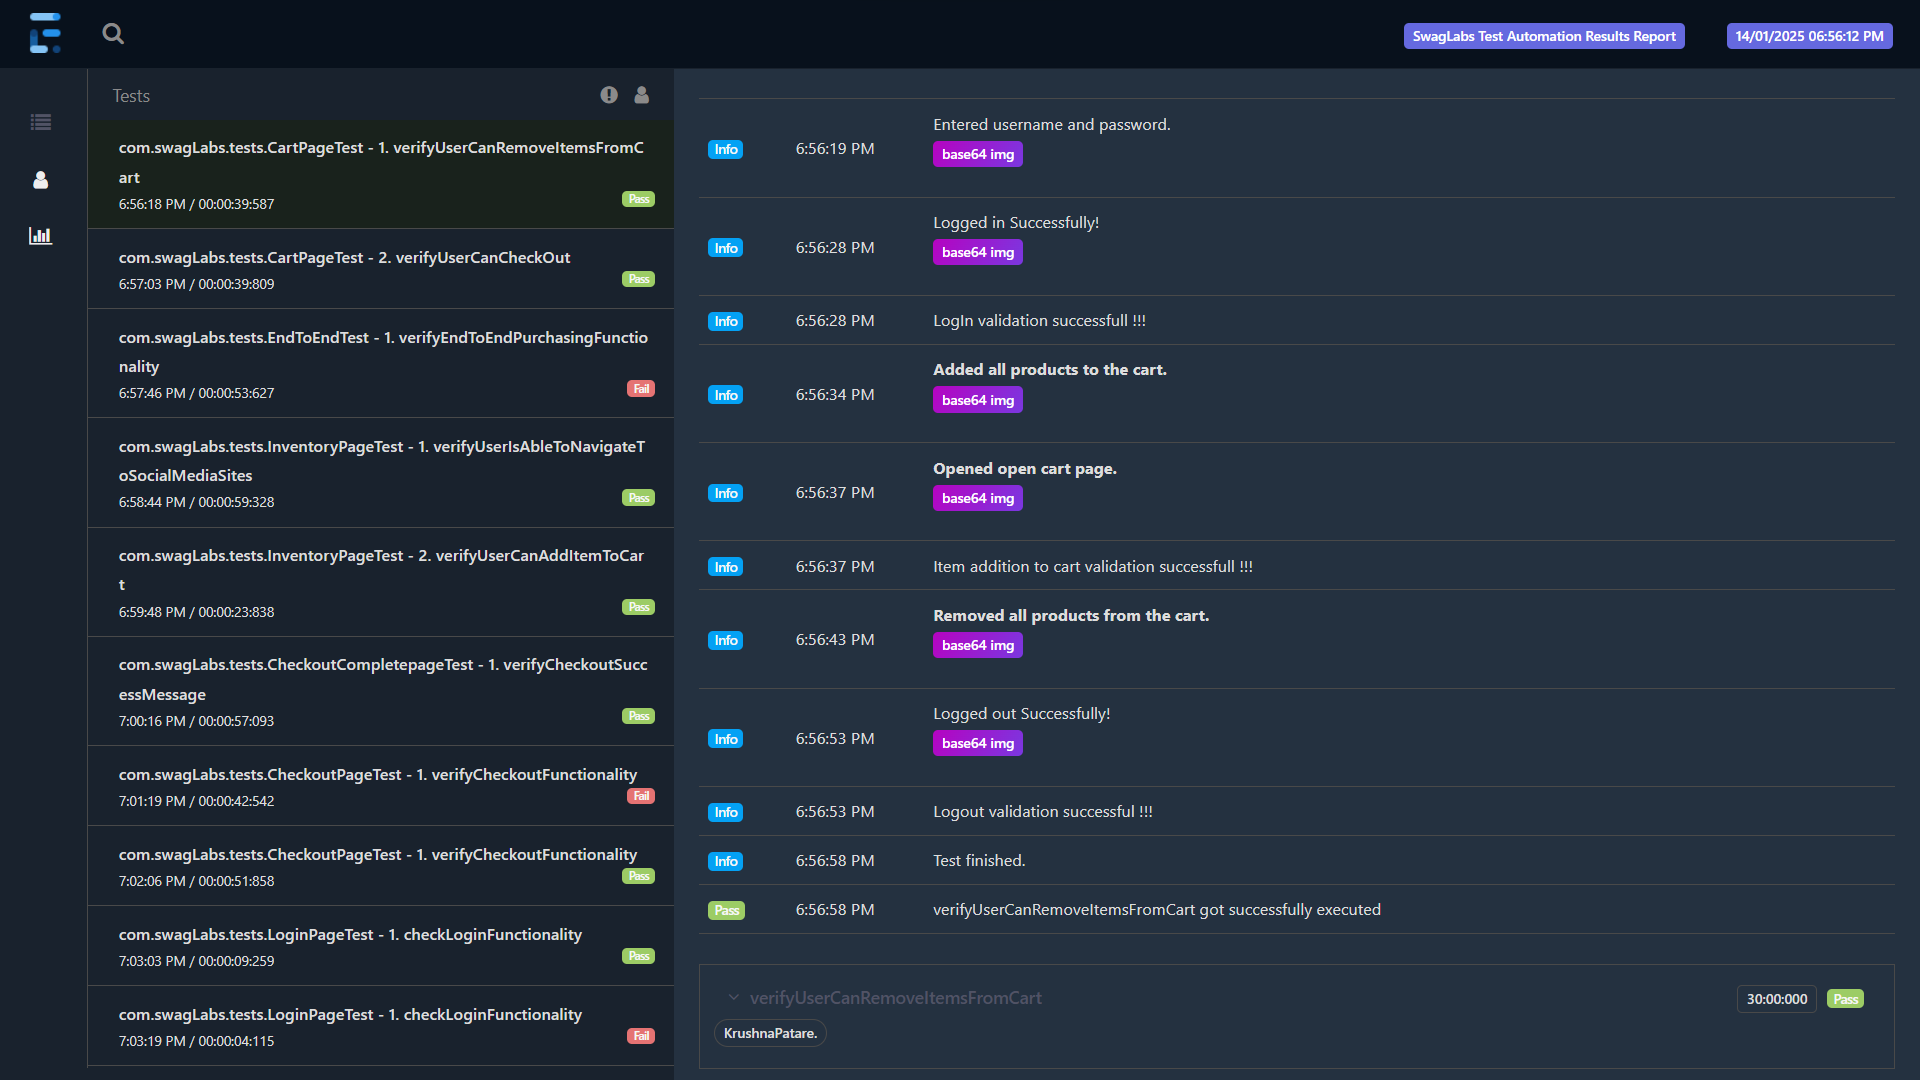 SwagLabs Test Automation Results Report
14/01/2025 06:56:12 PM
Tests
com.swagLabs.tests.CartPageTest - 1. verifyUserCanRemoveItemsFromC
art
6:56:18 PM / 00:00:39:587
Pass
com.swagLabs.tests.CartPageTest - 2. verifyUserCanCheckOut
6:57:03 PM / 00:00:39:809
Pass
com.swagLabs.tests.EndToEndTest - 1. verifyEndToEndPurchasingFunctio
nality
6:57:46 PM / 00:00:53:627
Fail
com.swagLabs.tests.InventoryPageTest - 1. verifyUserIsAbleToNavigateT
oSocialMediaSites
6:58:44 PM / 00:00:59:328
Pass
com.swagLabs.tests.InventoryPageTest - 2. verifyUserCanAddItemToCar
t
6:59:48 PM / 00:00:23:838
Pass
com.swagLabs.tests.CheckoutCompletepageTest - 1. verifyCheckoutSucc
essMessage
7:00:16 PM / 00:00:57:093
Pass
com.swagLabs.tests.CheckoutPageTest - 1. verifyCheckoutFunctionality
7:01:19 PM / 00:00:42:542
Fail
com.swagLabs.tests.CheckoutPageTest - 1. verifyCheckoutFunctionality
7:02:06 PM / 00:00:51:858
Pass
com.swagLabs.tests.LoginPageTest - 1. checkLoginFunctionality
7:03:03 PM / 00:00:09:259
Pass
com.swagLabs.tests.LoginPageTest - 1. checkLoginFunctionality
7:03:19 PM / 00:00:04:115
Fail
Info 6:56:19 PM Entered username and password.
base64 img
Info 6:56:28 PM Logged in Successfully!
base64 img
Info 6:56:28 PM LogIn validation successfull !!!
Info 6:56:34 PM Added all products to the cart.
base64 img
Info 6:56:37 PM Opened open cart page.
base64 img
Info 6:56:37 PM Item addition to cart validation successfull !!!
Info 6:56:43 PM Removed all products from the cart.
base64 img
Info 6:56:53 PM Logged out Successfully!
base64 img
Info 6:56:53 PM Logout validation successful !!!
Info 6:56:58 PM Test finished.
Pass 6:56:58 PM verifyUserCanRemoveItemsFromCart got successfully executed
verifyUserCanRemoveItemsFromCart 30:00:000 Pass
KrushnaPatare.